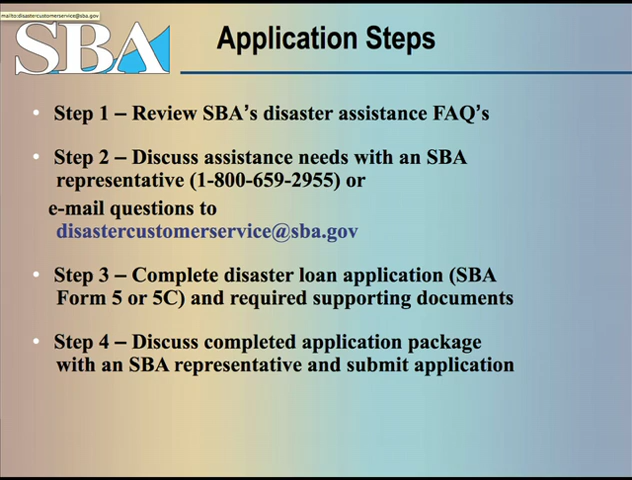 mailto:disastercustomerservice@sba.gov
SBA
Application Steps
• Step 1 – Review SBA’s disaster assistance FAQ’s
• Step 2 – Discuss assistance needs with an SBA
representative (1-800-659-2955) or
e-mail questions to
disastercustomerservice@sba.gov
• Step 3 – Complete disaster loan application (SBA
Form 5 or 5C) and required supporting documents
• Step 4 – Discuss completed application package
with an SBA representative and submit application